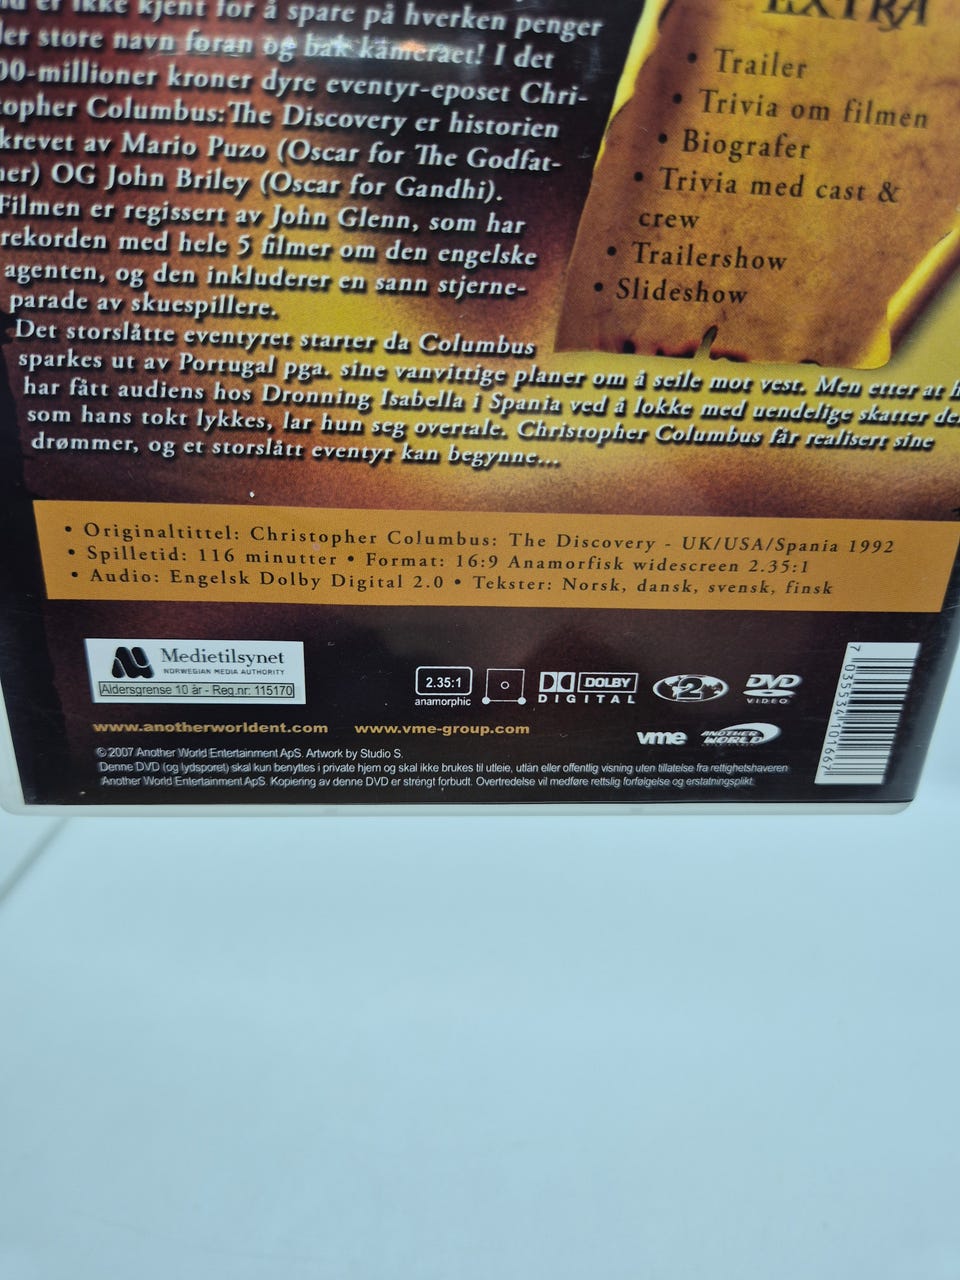 er ikke kjent for å spare på hverken penger
ler store navn foran og bak kameraet! I det
00-millioner kroner dyre eventyr-eposet Chri-
topher Columbus:The Discovery er historien
krevet av Mario Puzo (Oscar for The Godfat-
her) OG John Briley (Oscar for Gandhi).
Filmen er regissert av John Glenn, som har
rekorden med hele 5 filmer om den engelske
agenten, og den inkluderer en sann stjerne-
parade av skuespillere.
Det storslåtte eventyret starter da Columbus
sparkes ut av Portugal pga. sine vanvittige planer om å seile mot vest. Men etter at h
har fått audiens hos Dronning Isabella i Spania ved å lokke med uendelige skatter der
som hans tokt lykkes, lar hun seg overtale. Christopher Columbus får realisert sine
drømmer, og et storslått eventyr kan begynne...
EXTRA
• Trailer
• Trivia om filmen
• Biografer
• Trivia med cast &
crew
• Trailershow
• Slideshow
• Originaltittel: Christopher Columbus: The Discovery - UK/USA/Spania 1992
• Spilletid: 116 minutter • Format: 16:9 Anamorfisk widescreen 2.35:1
• Audio: Engelsk Dolby Digital 2.0 • Tekster: Norsk, dansk, svensk, finsk
Medietilsynet
NORWEGIAN MEDIA AUTHORITY
Aldersgrense 10 år - Reg.nr: 115170
2.35:1
anamorphic
DOLBY
DIGITAL
2
DVD
VIDEO
www.anotherworldent.com www.vme-group.com
vme
ANOTHER
WORLD
© 2007 Another World Entertainment ApS. Artwork by Studio S.
Denne DVD (og lydsporet) skal kun benyttes i private hjem og skal ikke brukes til utleie, utlån eller offentlig visning uten tillatelse fra rettighetshaveren
Another World Entertainment ApS. Kopiering av denne DVD er strengt forbudt. Overtredelse vil medføre rettslig forfølgelse og erstatningsplikt.
7 035534 101667